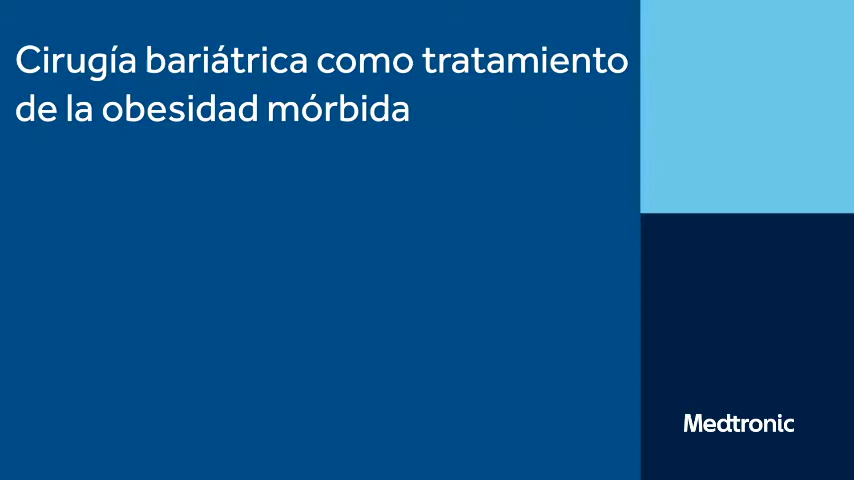 Cirugía bariátrica como tratamiento
de la obesidad mórbida
Medtronic